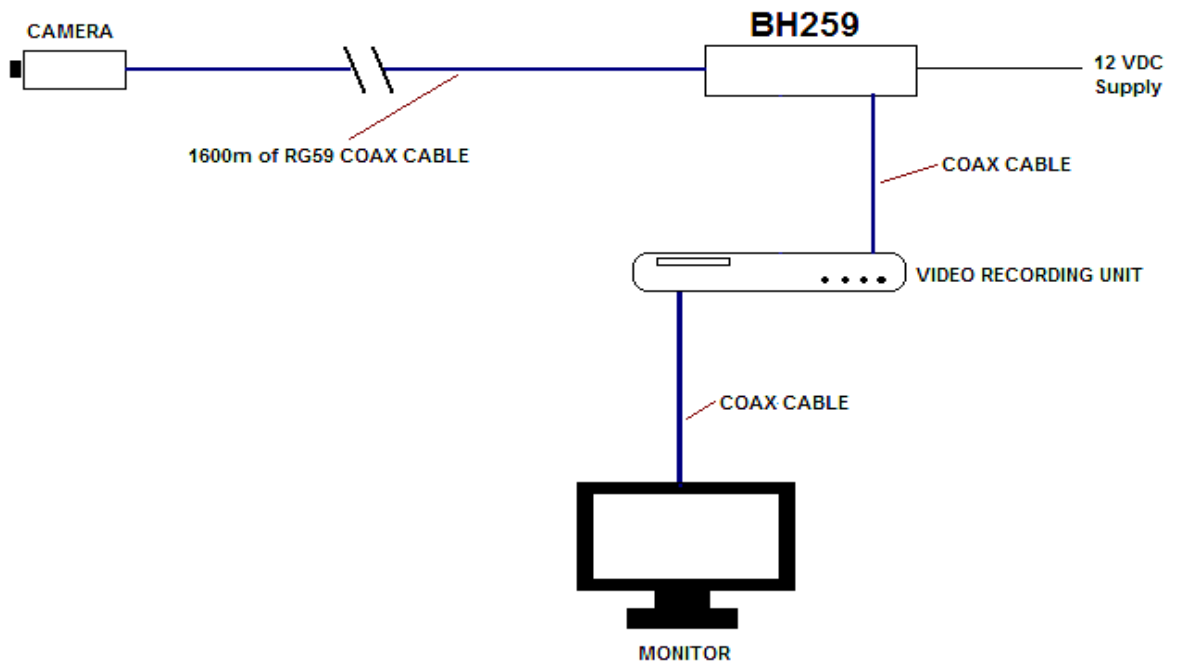 CAMERA
BH259
12 VDC
Supply
1600m of RG59 COAX CABLE
COAX CABLE
VIDEO RECORDING UNIT
COAX CABLE
MONITOR